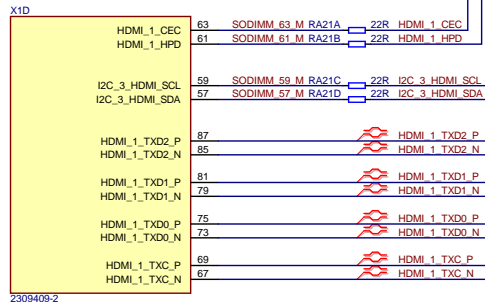 X1D
HDMI_1_CEC 63 SODIMM_63_M RA21A 22R HDMI_1_CEC
HDMI_1_HPD 61 SODIMM_61_M RA21B 22R HDMI_1_HPD
I2C_3_HDMI_SCL 59 SODIMM_59_M RA21C 22R I2C_3_HDMI_SCL
I2C_3_HDMI_SDA 57 SODIMM_57_M RA21D 22R I2C_3_HDMI_SDA
HDMI_1_TXD2_P 87 HDMI_1_TXD2_P
HDMI_1_TXD2_N 85 HDMI_1_TXD2_N
HDMI_1_TXD1_P 81 HDMI_1_TXD1_P
HDMI_1_TXD1_N 79 HDMI_1_TXD1_N
HDMI_1_TXD0_P 75 HDMI_1_TXD0_P
HDMI_1_TXD0_N 73 HDMI_1_TXD0_N
HDMI_1_TXC_P 69 HDMI_1_TXC_P
HDMI_1_TXC_N 67 HDMI_1_TXC_N
2309409-2